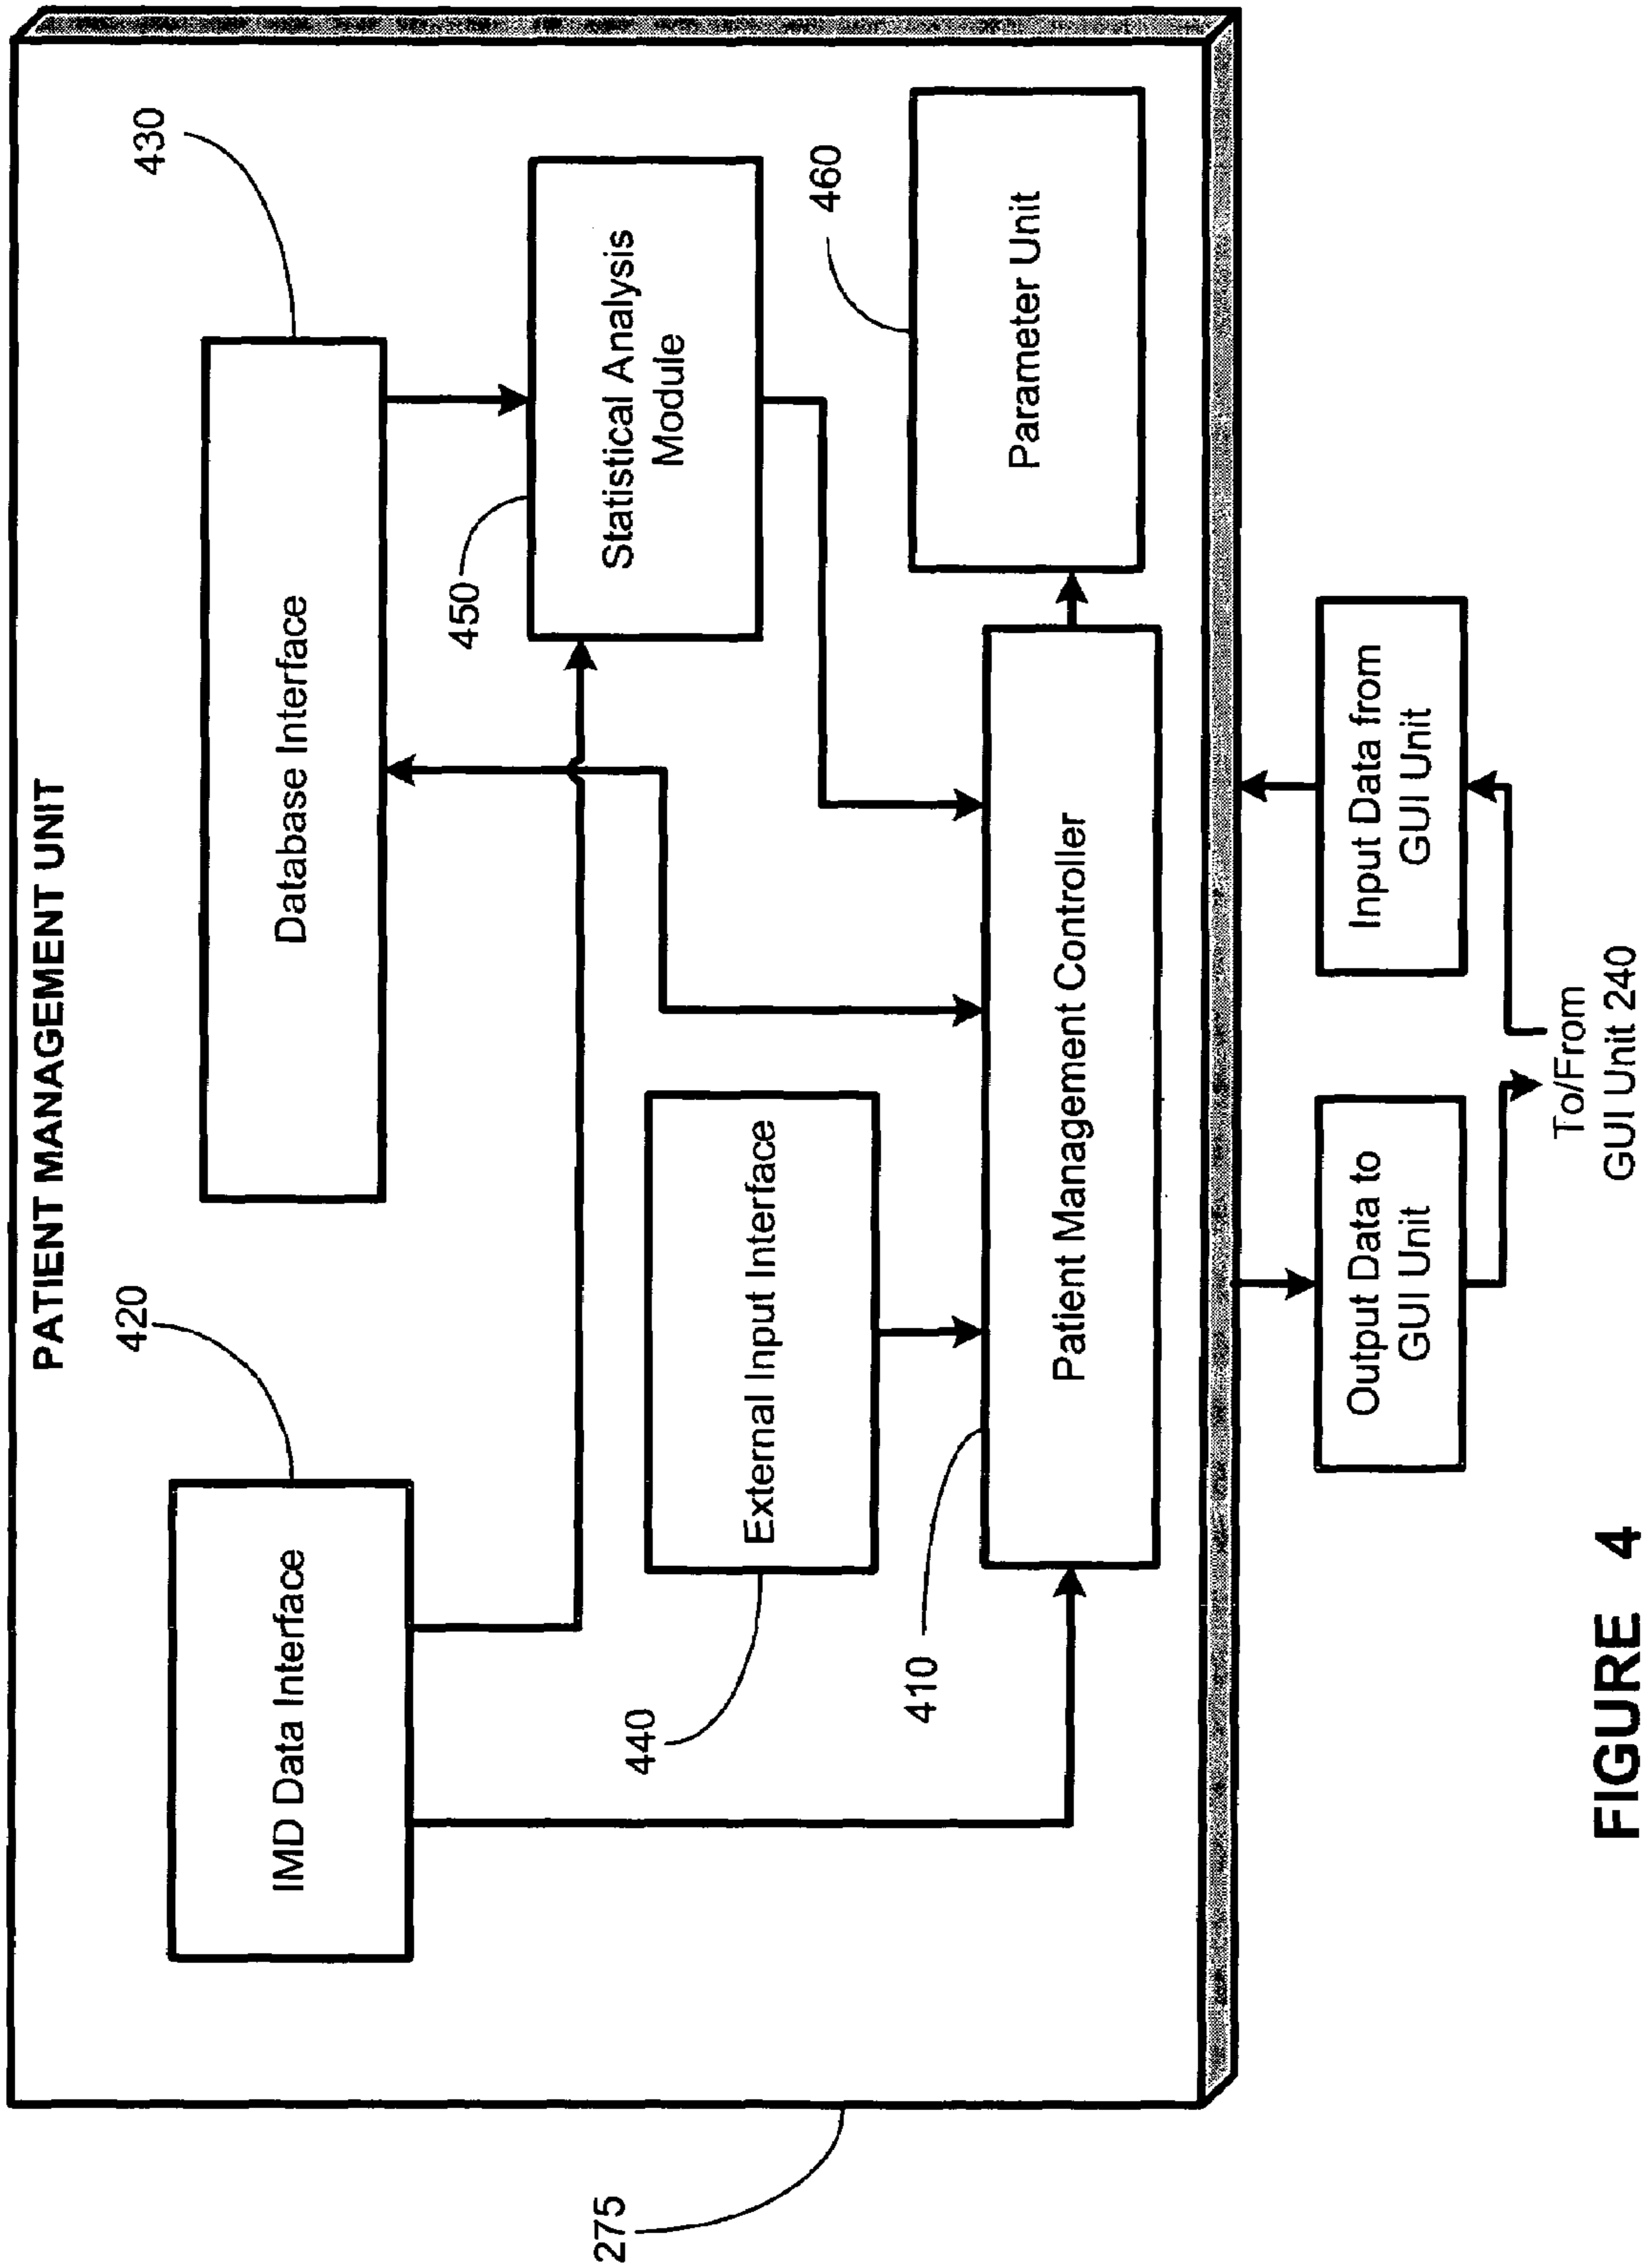 PATIENT MANAGEMENT UNIT
420
430
IMD Data Interface
Database Interface
450
Statistical Analysis
Module
440
External Input Interface
460
410
Patient Management Controller
Parameter Unit
275
Output Data to
GUI Unit
Input Data from
GUI Unit
To/From
GUI Unit 240
FIGURE 4